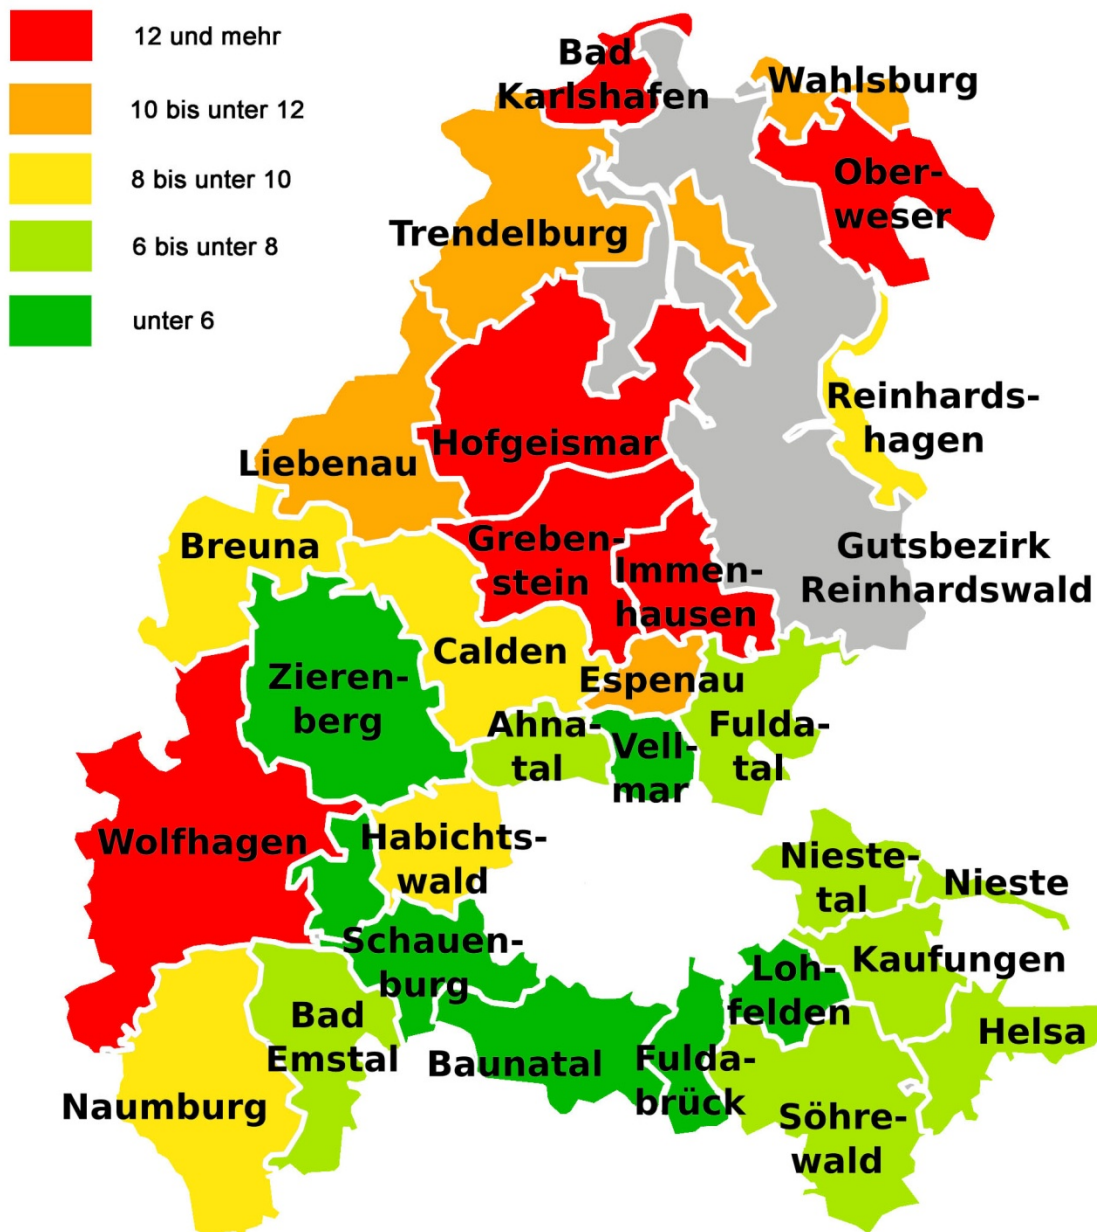 12 und mehr
10 bis unter 12
8 bis unter 10
6 bis unter 8
unter 6
Bad
Karlshafen
Wahlsburg
Ober-
weser
Trendelburg
Reinhards-
hagen
Hofgeismar
Liebenau
Breuna
Greben-
stein
Immen-
hausen
Gutsbezirk
Reinhardswald
Calden
Zieren-
berg
Espenau
Ahna-
tal
Vell-
mar
Fulda-
tal
Wolfhagen
Habichts-
wald
Nieste-
tal
Nieste
Schauen-
burg
Kaufungen
Loh-
felden
Bad
Emstal
Helsa
Baunatal
Fulda-
brück
Naumburg
Söhre-
wald